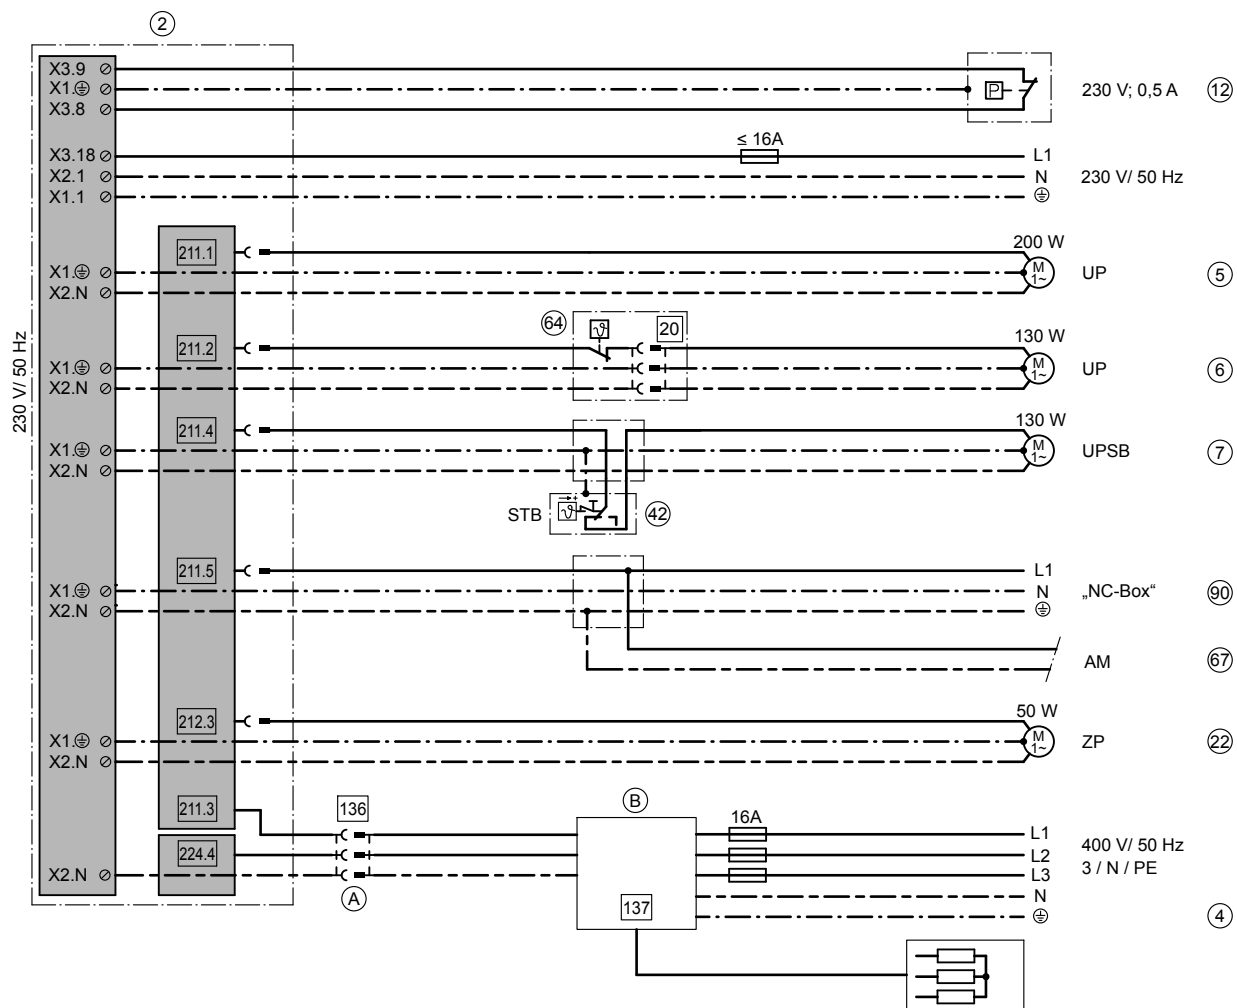 2
X3.9
X1.
P
230 V; 0,5 A
12
X3.8
≤ 16A
X3.18
L1
X2.1
N
230 V/ 50 Hz
X1.1
211.1
200 W
X1.
M
1~
UP
5
X2.N
64
ϑ
20
211.2
130 W
X1.
M
1~
UP
6
X2.N
230 V/ 50 Hz
211.4
130 W
X1.
M
1~
UPSB
7
X2.N
STB
ϑ
42
211.5
L1
X1.
N
„NC-Box“
90
X2.N
AM
67
212.3
50 W
X1.
M
1~
ZP
22
X2.N
211.3
136
B
16A
L1
224.4
L2
400 V/ 50 Hz
3 / N / PE
X2.N
L3
A
137
N
4